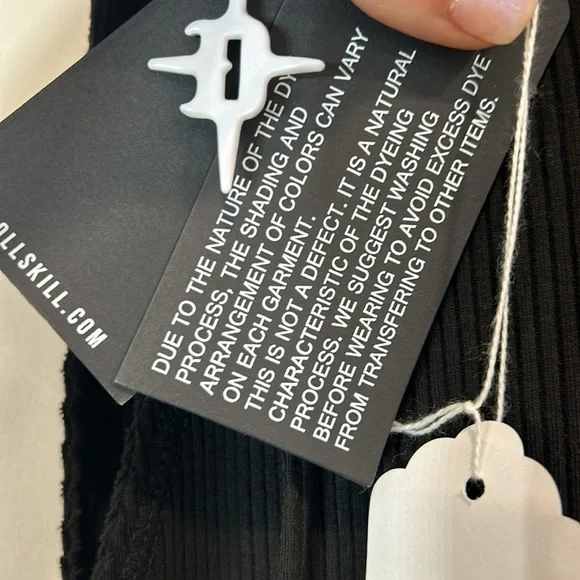 OLLSKILL.COM
DUE TO THE NATURE OF THE DY
PROCESS, THE SHADING AND
ARRANGEMENT OF COLORS CAN VARY
ON EACH GARMENT.
THIS IS NOT A DEFECT. IT IS A NATURAL
CHARACTERISTIC OF THE DYEING
PROCESS. WE SUGGEST WASHING
BEFORE WEARING TO AVOID EXCESS DYE
FROM TRANSFERING TO OTHER ITEMS.